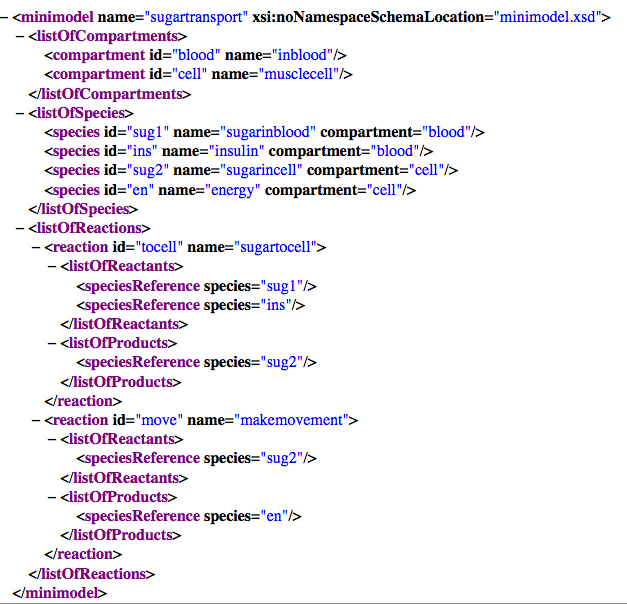 − <minimodel name="sugartransport" xsi:noNamespaceSchemaLocation="minimodel.xsd">
− <listOfCompartments>
<compartment id="blood" name="inblood"/>
<compartment id="cell" name="musclecell"/>
</listOfCompartments>
− <listOfSpecies>
<species id="sug1" name="sugarinblood" compartment="blood"/>
<species id="ins" name="insulin" compartment="blood"/>
<species id="sug2" name="sugarincell" compartment="cell"/>
<species id="en" name="energy" compartment="cell"/>
</listOfSpecies>
− <listOfReactions>
− <reaction id="tocell" name="sugartocell">
− <listOfReactants>
<speciesReference species="sug1"/>
<speciesReference species="ins"/>
</listOfReactants>
− <listOfProducts>
<speciesReference species="sug2"/>
</listOfProducts>
</reaction>
− <reaction id="move" name="makemovement">
− <listOfReactants>
<speciesReference species="sug2"/>
</listOfReactants>
− <listOfProducts>
<speciesReference species="en"/>
</listOfProducts>
</reaction>
</listOfReactions>
</minimodel>